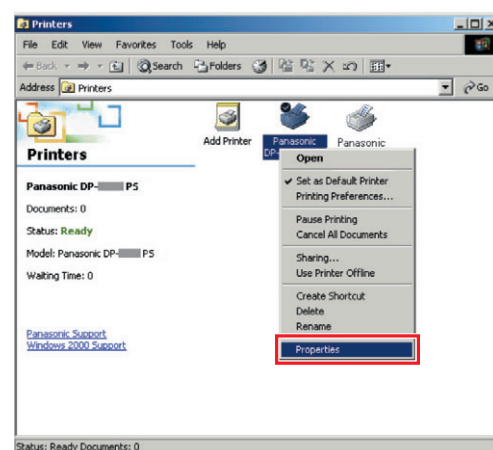 Printers
File Edit View Favorites Tools Help
Back Search Folders
Address Printers Go
Printers
Panasonic DP- PS
Documents: 0
Status: Ready
Model: Panasonic DP- PS
Waiting Time: 0
Panasonic Support
Windows 2000 Support
Add Printer
Panasonic
DP-
Panasonic
Open
Set as Default Printer
Printing Preferences...
Pause Printing
Cancel All Documents
Sharing...
Use Printer Offline
Create Shortcut
Delete
Rename
Properties
Status: Ready Documents: 0